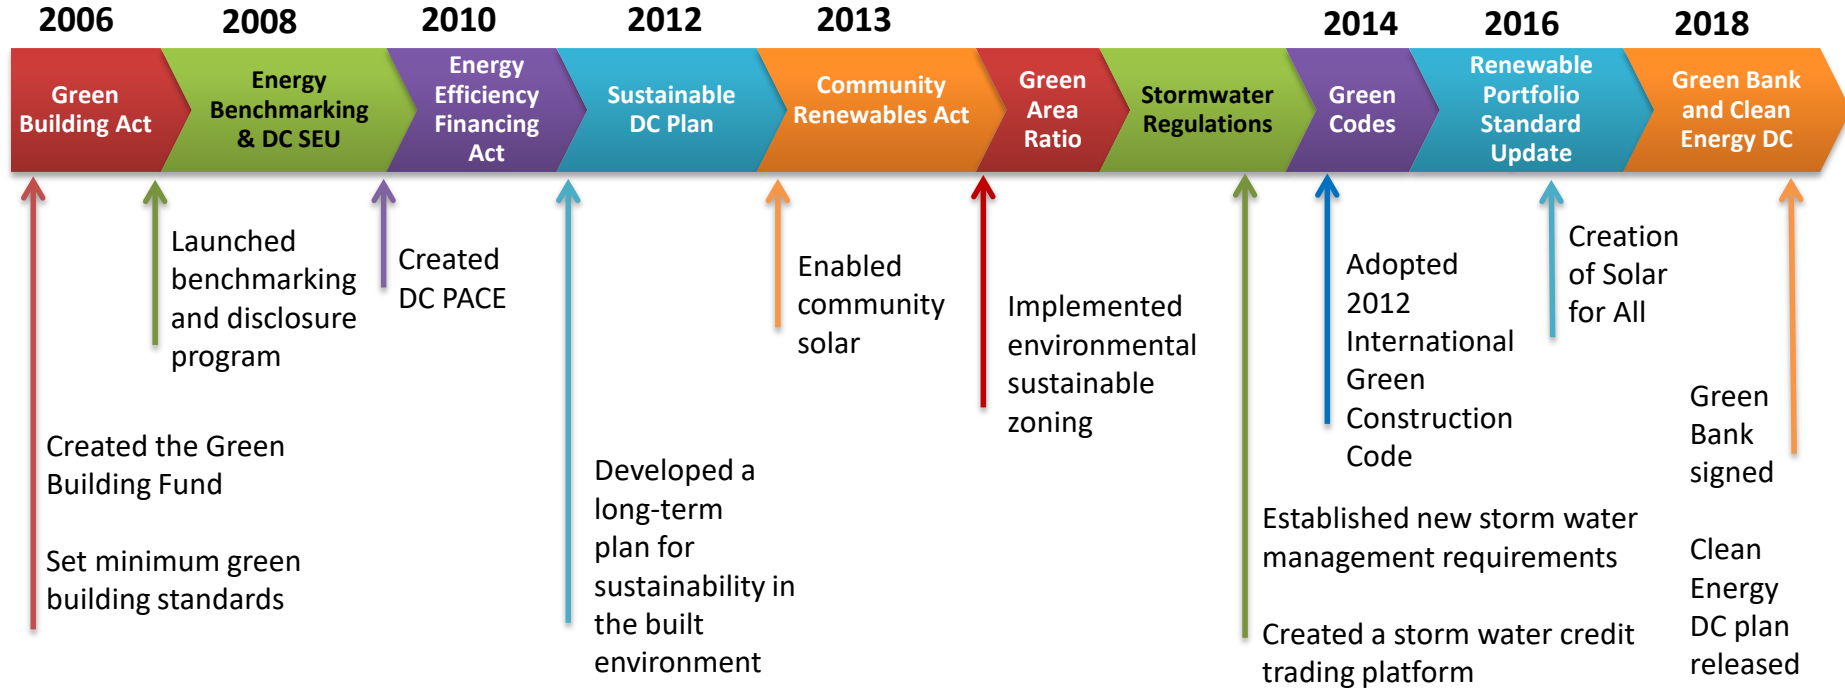 2006
2008
2010
2012
2013
2014
2016
2018
Green
Building Act
Energy
Benchmarking
& DC SEU
Energy
Efficiency
Financing
Act
Sustainable
DC Plan
Community
Renewables Act
Green
Area
Ratio
Stormwater
Regulations
Green
Codes
Renewable
Portfolio
Standard
Update
Green Bank
and Clean
Energy DC
Created the Green
Building Fund
Set minimum green
building standards
Launched
benchmarking
and disclosure
program
Created
DC PACE
Developed a
long-term
plan for
sustainability in
the built
environment
Enabled
community
solar
Implemented
environmental
sustainable
zoning
Established new storm water
management requirements
Created a storm water credit
trading platform
Adopted
2012
International
Green
Construction
Code
Creation
of Solar
for All
Green
Bank
signed
Clean
Energy
DC plan
released